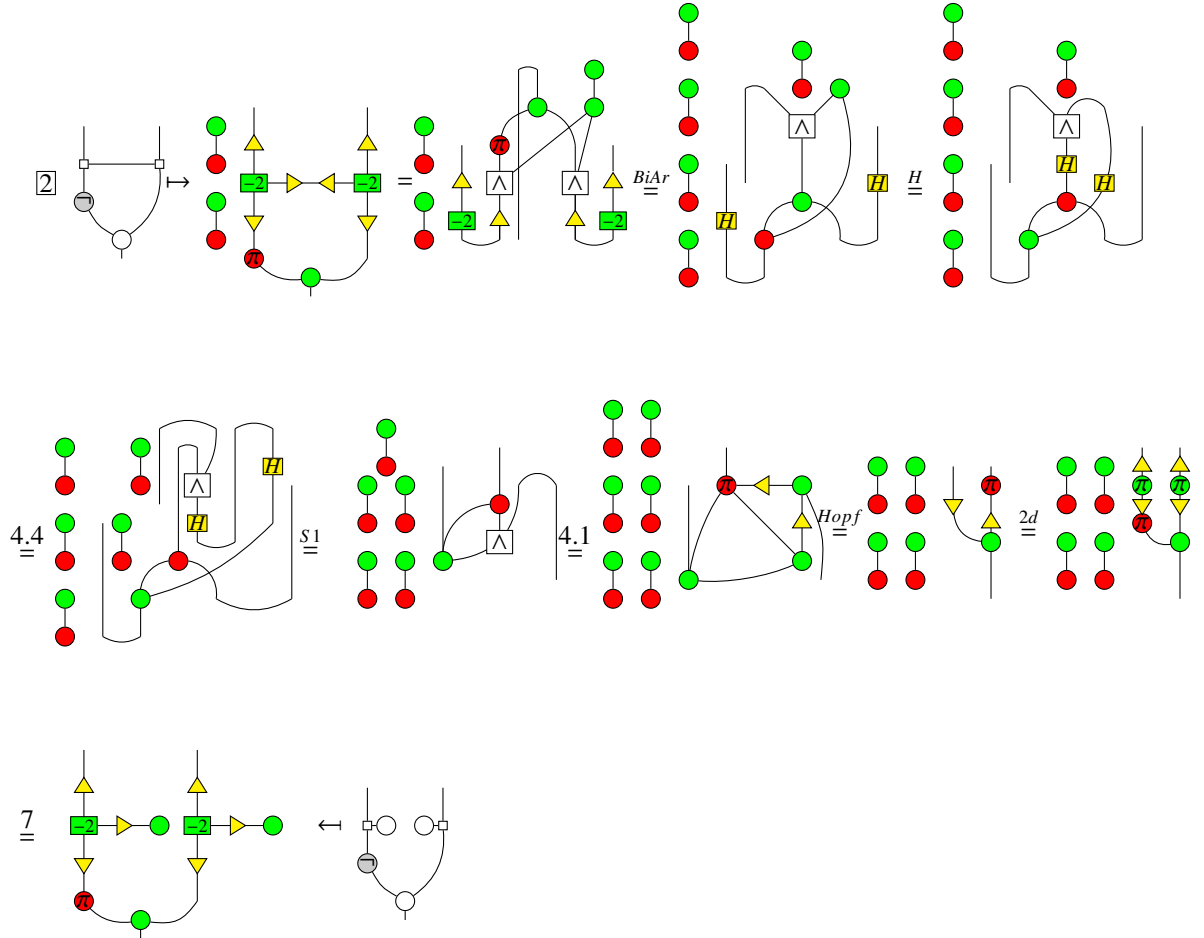 2 ¬ ↦ -2 -2 π = π ∧ ∧ -2 -2 BiAr = ∧ H H H = ∧ H H
4.4 = H ∧ H S1 = ∧ 4.1 = π Hopf = π 2d = π π π
7 = -2 -2 π ↤ ¬